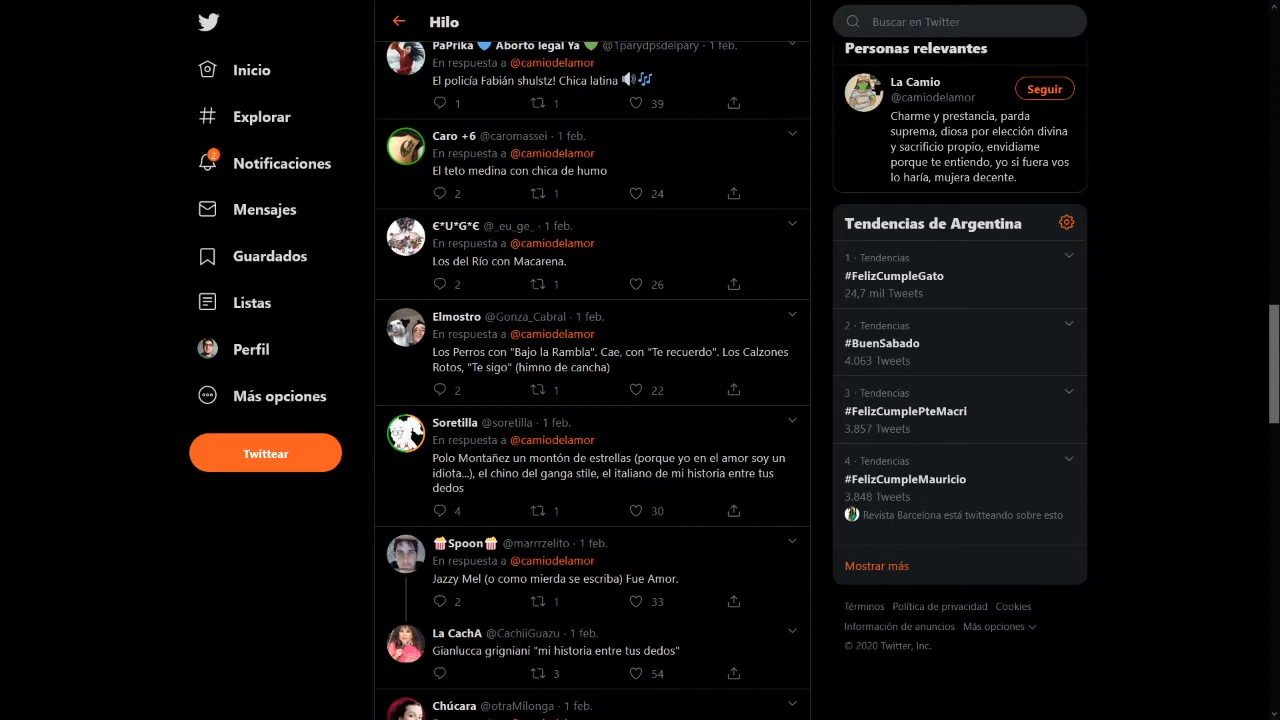 Inicio
Explorar
2
Notificaciones
Mensajes
Guardados
Listas
Perfil
Más opciones
Twittear
Hilo
PaPrika 💙 Aborto legal Ya 💚 @1parydpsdelpary · 1 feb.
En respuesta a @camiodelamor
El policía Fabián shulstz! Chica latina 🔊🎶
1 1 39
Caro +6 @caromassei · 1 feb.
En respuesta a @camiodelamor
El teto medina con chica de humo
2 1 24
Є*U*G*Є @_eu_ge_ · 1 feb.
En respuesta a @camiodelamor
Los del Río con Macarena.
2 1 26
Elmostro @Gonza_Cabral · 1 feb.
En respuesta a @camiodelamor
Los Perros con "Bajo la Rambla". Cae, con "Te recuerdo". Los Calzones
Rotos, "Te sigo" (himno de cancha)
2 1 22
Soretilla @soretilla · 1 feb.
En respuesta a @camiodelamor
Polo Montañez un montón de estrellas (porque yo en el amor soy un
idiota...), el chino del ganga stile, el italiano de mi historia entre tus
dedos
4 1 30
🍿Spoon🍿 @marrrzelito · 1 feb.
En respuesta a @camiodelamor
Jazzy Mel (o como mierda se escriba) Fue Amor.
2 1 33
La CachA @CachiiGuazu · 1 feb.
Gianlucca grigniani "mi historia entre tus dedos"
3 54
Chúcara @otraMilonga · 1 feb.
En respuesta a @camiodelamor
Buscar en Twitter
Personas relevantes
La Camio
@camiodelamor
Seguir
Charme y prestancia, parda
suprema, diosa por elección divina
y sacrificio propio, envidiame
porque te entiendo, yo si fuera vos
lo haría, mujera decente.
Tendencias de Argentina
1 · Tendencias
#FelizCumpleGato
24,7 mil Tweets
2 · Tendencias
#BuenSabado
4.063 Tweets
3 · Tendencias
#FelizCumplePteMacri
3.857 Tweets
4 · Tendencias
#FelizCumpleMauricio
3.848 Tweets
Revista Barcelona está twitteando sobre esto
Mostrar más
Términos Política de privacidad Cookies
Información de anuncios Más opciones
© 2020 Twitter, Inc.